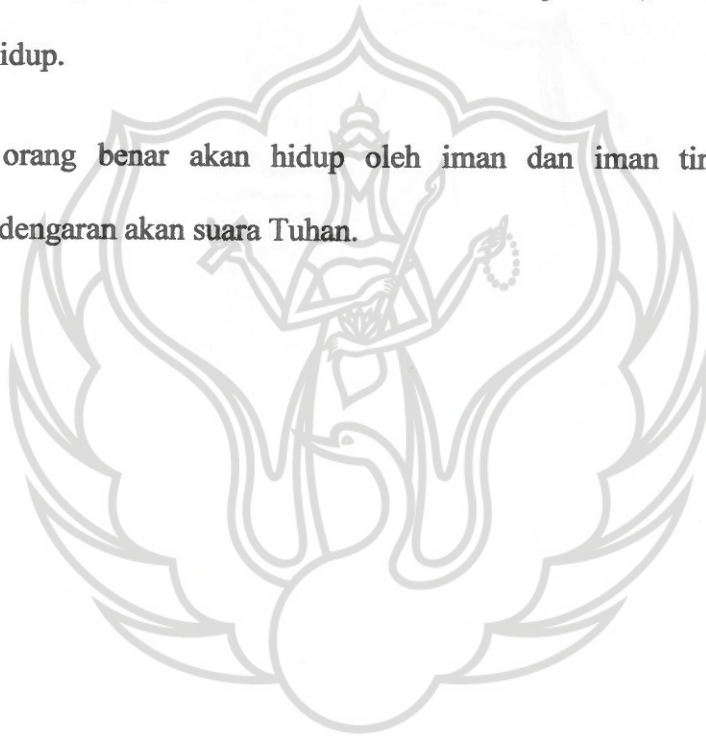 idup.
orang benar akan hidup oleh iman dan iman tir
dengaran akan suara Tuhan.